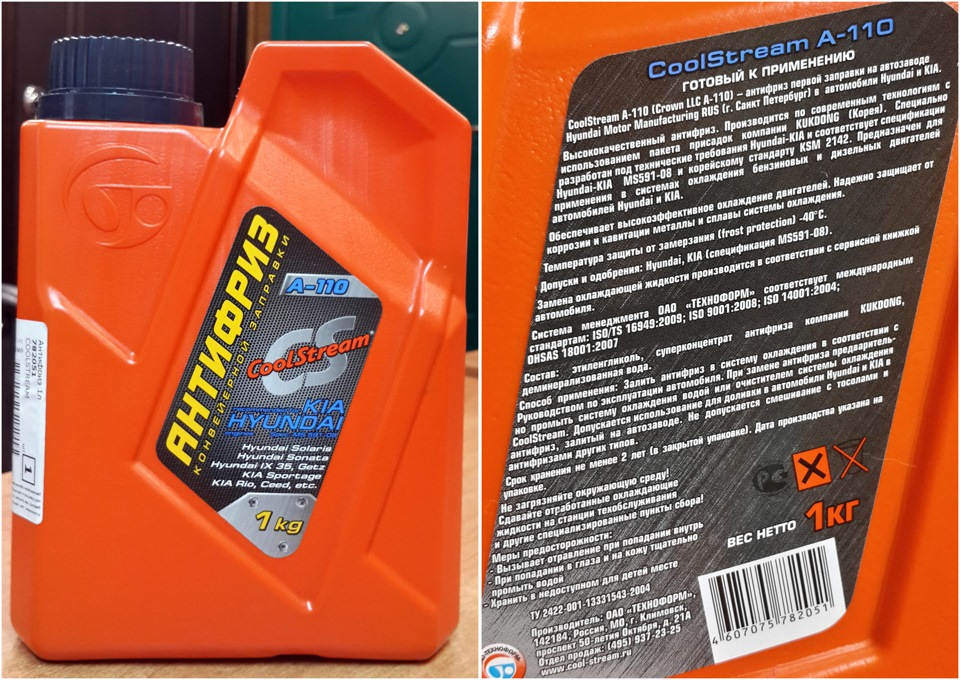 АНТИФРИЗ
КОНВЕЙЕРНОЙ ЗАПРАВКИ
A-110
CS
CoolStream
KIA
HYUNDAI
Hyundai Solaris
Hyundai Sonata
Hyundai IX 35, Getz
KIA Sportage
KIA Rio, Ceed, etc.
1 kg
Антифриз 1л
782051
COOLSTREAM
1
CoolStream A-110
ГОТОВЫЙ К ПРИМЕНЕНИЮ
CoolStream A-110 (Crown LLC A-110) – антифриз первой заправки на автозаводе
Hyundai Motor Manufacturing RUS (г. Санкт Петербург) в автомобили Hyundai и KIA.
Высококачественный антифриз. Производится по современным технологиям с
использованием пакета присадок компании KUKDONG (Корея). Специально
разработан под технические требования Hyundai-KIA и соответствует спецификации
Hyundai-KIA MS591-08 и корейскому стандарту KSM 2142. Предназначен для
применения в системах охлаждения бензиновых и дизельных двигателей
автомобилей Hyundai и KIA.
Обеспечивает высокоэффективное охлаждение двигателей. Надежно защищает от
коррозии и кавитации металлы и сплавы системы охлаждения.
Температура защиты от замерзания (frost protection) -40°C.
Допуски и одобрения: Hyundai, KIA (спецификация MS591-08).
Замена охлаждающей жидкости производится в соответствии с сервисной книжкой
автомобиля.
Система менеджмента ОАО "ТЕХНОФОРМ" соответствует международным
стандартам: ISO/TS 16949:2009; ISO 9001:2008; ISO 14001:2004;
OHSAS 18001:2007
Состав: этиленгликоль, суперконцентрат антифриза компании KUKDONG,
деминерализованная вода.
Способ применения: Залить антифриз в систему охлаждения в соответствии с
Руководством по эксплуатации автомобиля. При замене антифриза предваритель-
но промыть систему охлаждения водой или очистителем системы охлаждения
CoolStream. Допускается использование для доливки в автомобили Hyundai и KIA в
антифриз, залитый на автозаводе. Не допускается смешивание с тосолами и
антифризами других типов.
Срок хранения не менее 2 лет (в закрытой упаковке). Дата производства указана на
упаковке.
Не загрязняйте окружающую среду!
Сдавайте отработанные охлаждающие
жидкости на станции техобслуживания
и другие специализированные пункты сбора!
Меры предосторожности:
- Вызывает отравление при попадании внутрь
- При попадании в глаза и на кожу тщательно
промыть водой
- Хранить в недоступном для детей месте
ТУ 2422-001-13331543-2004
Производитель: ОАО "ТЕХНОФОРМ",
142184, Россия, МО, г. Климовск,
проспект 50-летия Октября, д. 21А
Отдел продаж: (495) 937-23-25
www.cool-stream.ru
ВЕС НЕТТО 1кг
4 607075 782051
ТЕХНОФОРМ